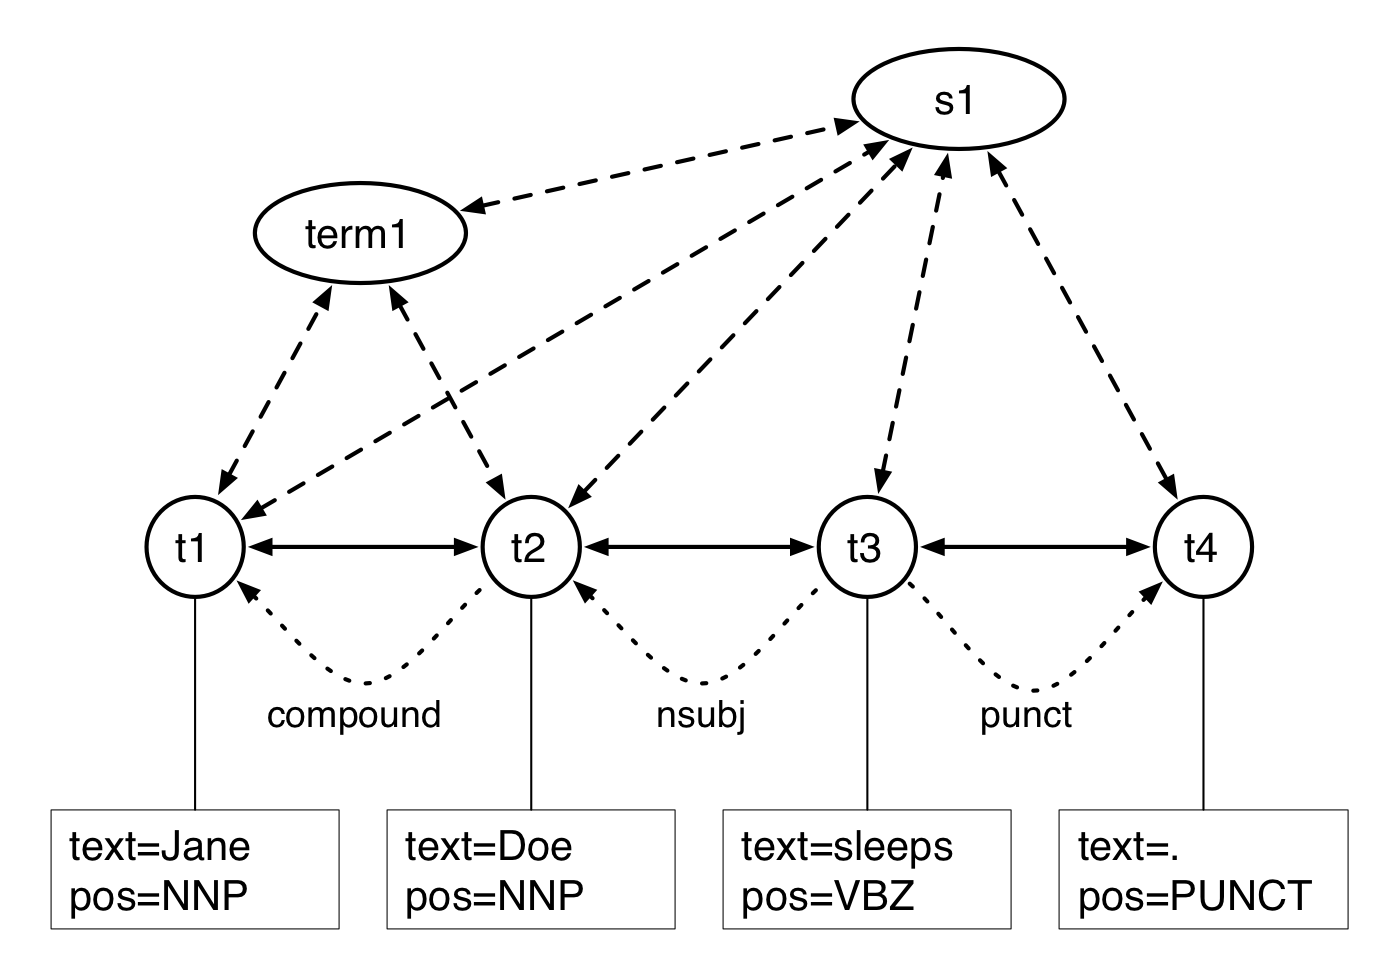 s1
term1
t1
t2
t3
t4
compound
nsubj
punct
text=Jane
pos=NNP
text=Doe
pos=NNP
text=sleeps
pos=VBZ
text=.
pos=PUNCT